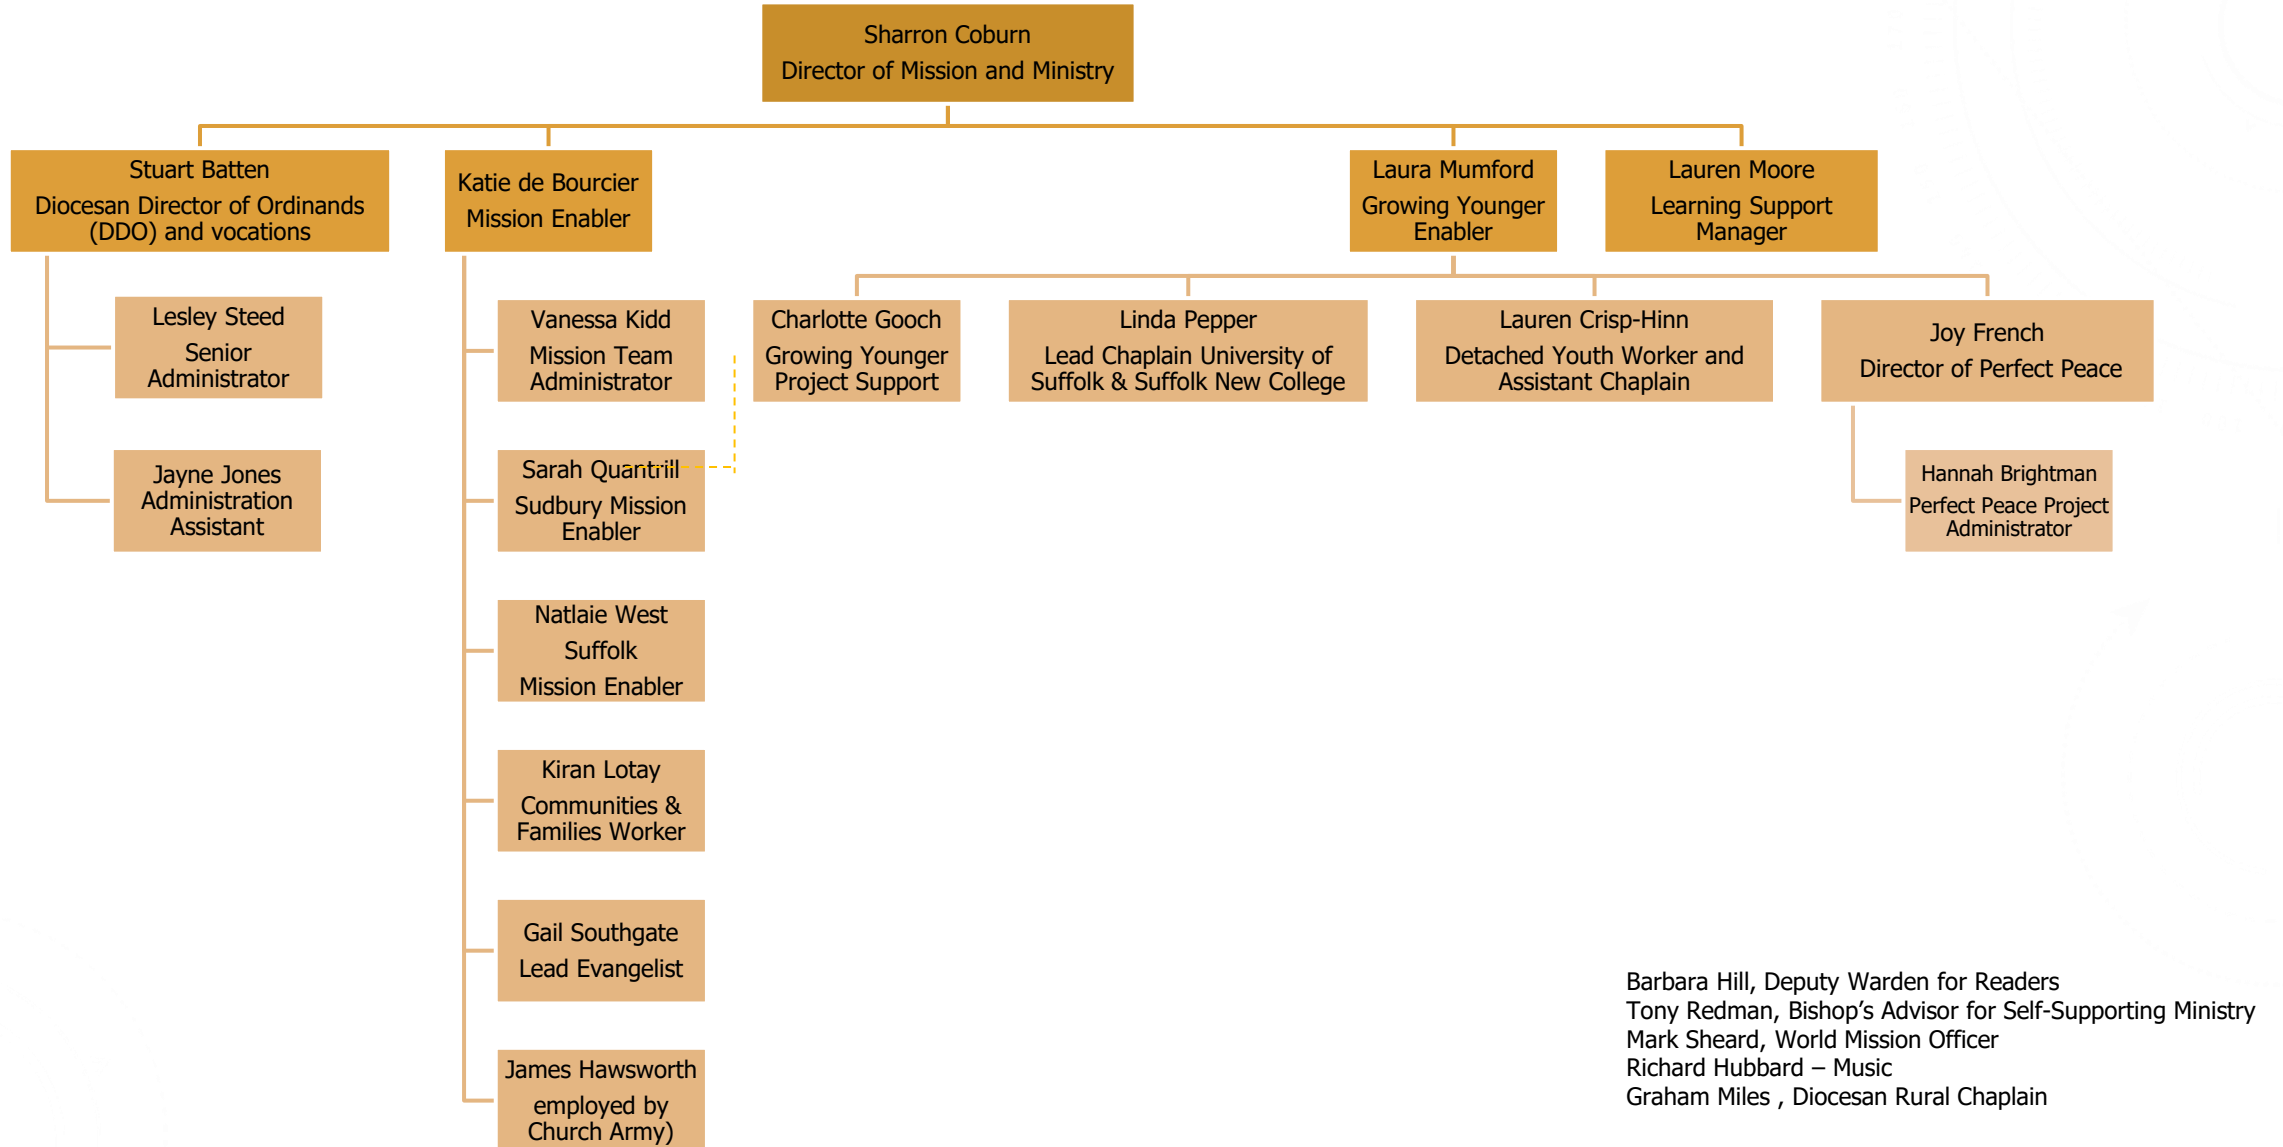 Sharron Coburn
Director of Mission and Ministry
Stuart Batten
Diocesan Director of Ordinands
(DDO) and vocations
Katie de Bourcier
Mission Enabler
Laura Mumford
Growing Younger
Enabler
Lauren Moore
Learning Support
Manager
Lesley Steed
Senior
Administrator
Jayne Jones
Administration
Assistant
Vanessa Kidd
Mission Team
Administrator
Sarah Quantrill
Sudbury Mission
Enabler
Natlaie West
Suffolk
Mission Enabler
Kiran Lotay
Communities &
Families Worker
Gail Southgate
Lead Evangelist
James Hawsworth
employed by
Church Army)
Charlotte Gooch
Growing Younger
Project Support
Linda Pepper
Lead Chaplain University of
Suffolk & Suffolk New College
Lauren Crisp-Hinn
Detached Youth Worker and
Assistant Chaplain
Joy French
Director of Perfect Peace
Hannah Brightman
Perfect Peace Project
Administrator
Barbara Hill, Deputy Warden for Readers
Tony Redman, Bishop’s Advisor for Self-Supporting Ministry
Mark Sheard, World Mission Officer
Richard Hubbard – Music
Graham Miles , Diocesan Rural Chaplain